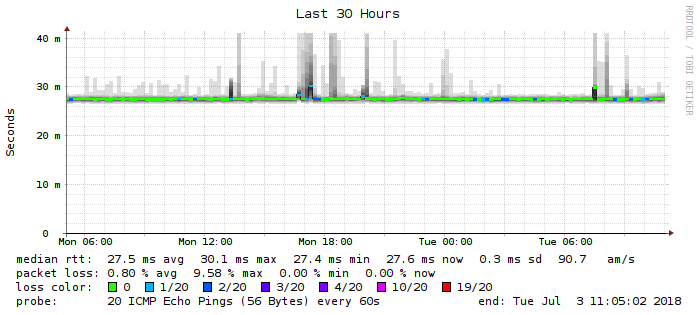 Last 30 Hours
RRDTOOL / TOBI OETIKER
Seconds
40 m
30 m
20 m
10 m
0
Mon 06:00 Mon 12:00 Mon 18:00 Tue 00:00 Tue 06:00
median rtt: 27.5 ms avg 30.1 ms max 27.4 ms min 27.6 ms now 0.3 ms sd 90.7 am/s
packet loss: 0.80 % avg 9.58 % max 0.00 % min 0.00 % now
loss color: 0 1/20 2/20 3/20 4/20 10/20 19/20
probe: 20 ICMP Echo Pings (56 Bytes) every 60s end: Tue Jul 3 11:05:02 2018